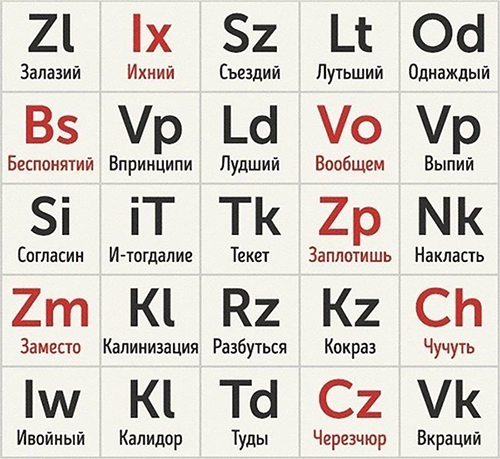 Zl Ix Sz Lt Od
Залазий Ихний Съездий Лутьший Однаждый
Bs Vp Ld Vo Vp
Беспонятий Впринципи Лудший Вообщем Выпий
Si iT Tk Zp Nk
Согласин И-тогдалие Текет Заплотишь Накласть
Zm Kl Rz Kz Ch
Заместо Калинизация Разбуться Кокраз Чучуть
Iw Kl Td Cz Vk
Ивойный Калидор Туды Черезчюр Вкраций